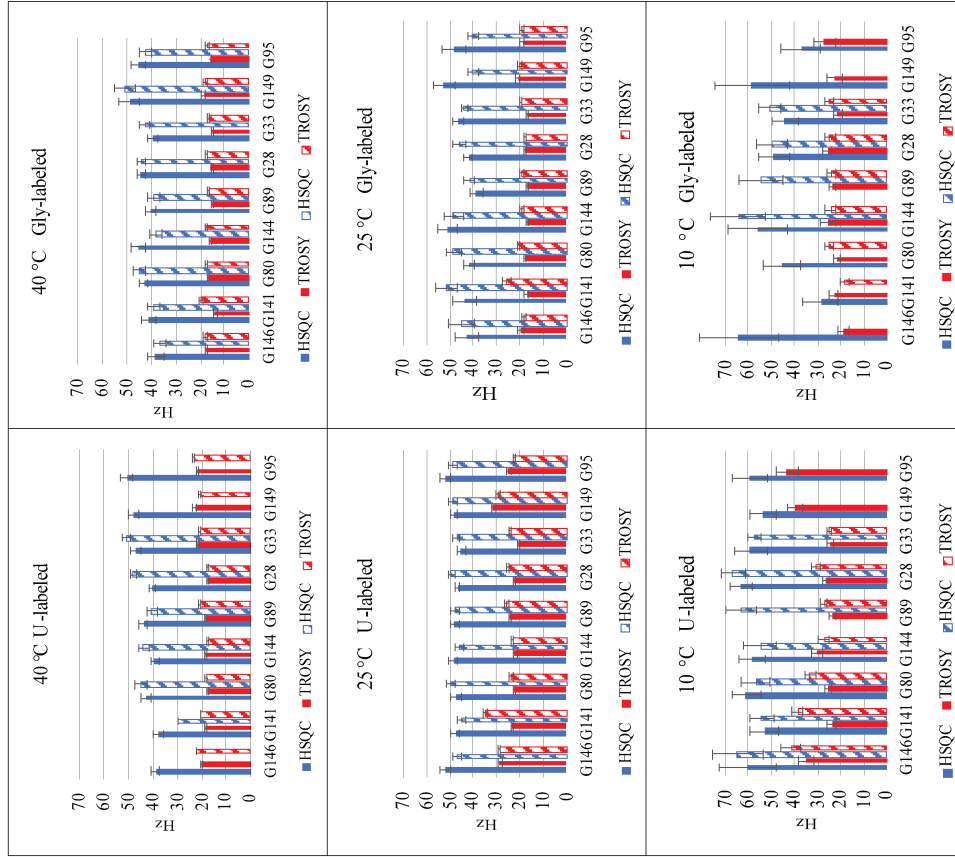 40 °C U-labeled
Hz
70
60
50
40
30
20
10
0
G146 G141 G80 G144 G89 G28 G33 G149 G95
HSQC TROSY HSQC TROSY
40 °C Gly-labeled
Hz
70
60
50
40
30
20
10
0
G146 G141 G80 G144 G89 G28 G33 G149 G95
HSQC TROSY HSQC TROSY
25 °C U-labeled
Hz
70
60
50
40
30
20
10
0
G146 G141 G80 G144 G89 G28 G33 G149 G95
HSQC TROSY HSQC TROSY
25 °C Gly-labeled
Hz
70
60
50
40
30
20
10
0
G146 G141 G80 G144 G89 G28 G33 G149 G95
HSQC TROSY HSQC TROSY
10 °C U-labeled
Hz
70
60
50
40
30
20
10
0
G146 G141 G80 G144 G89 G28 G33 G149 G95
HSQC TROSY HSQC TROSY
10 °C Gly-labeled
Hz
70
60
50
40
30
20
10
0
G146 G141 G80 G144 G89 G28 G33 G149 G95
HSQC TROSY HSQC TROSY